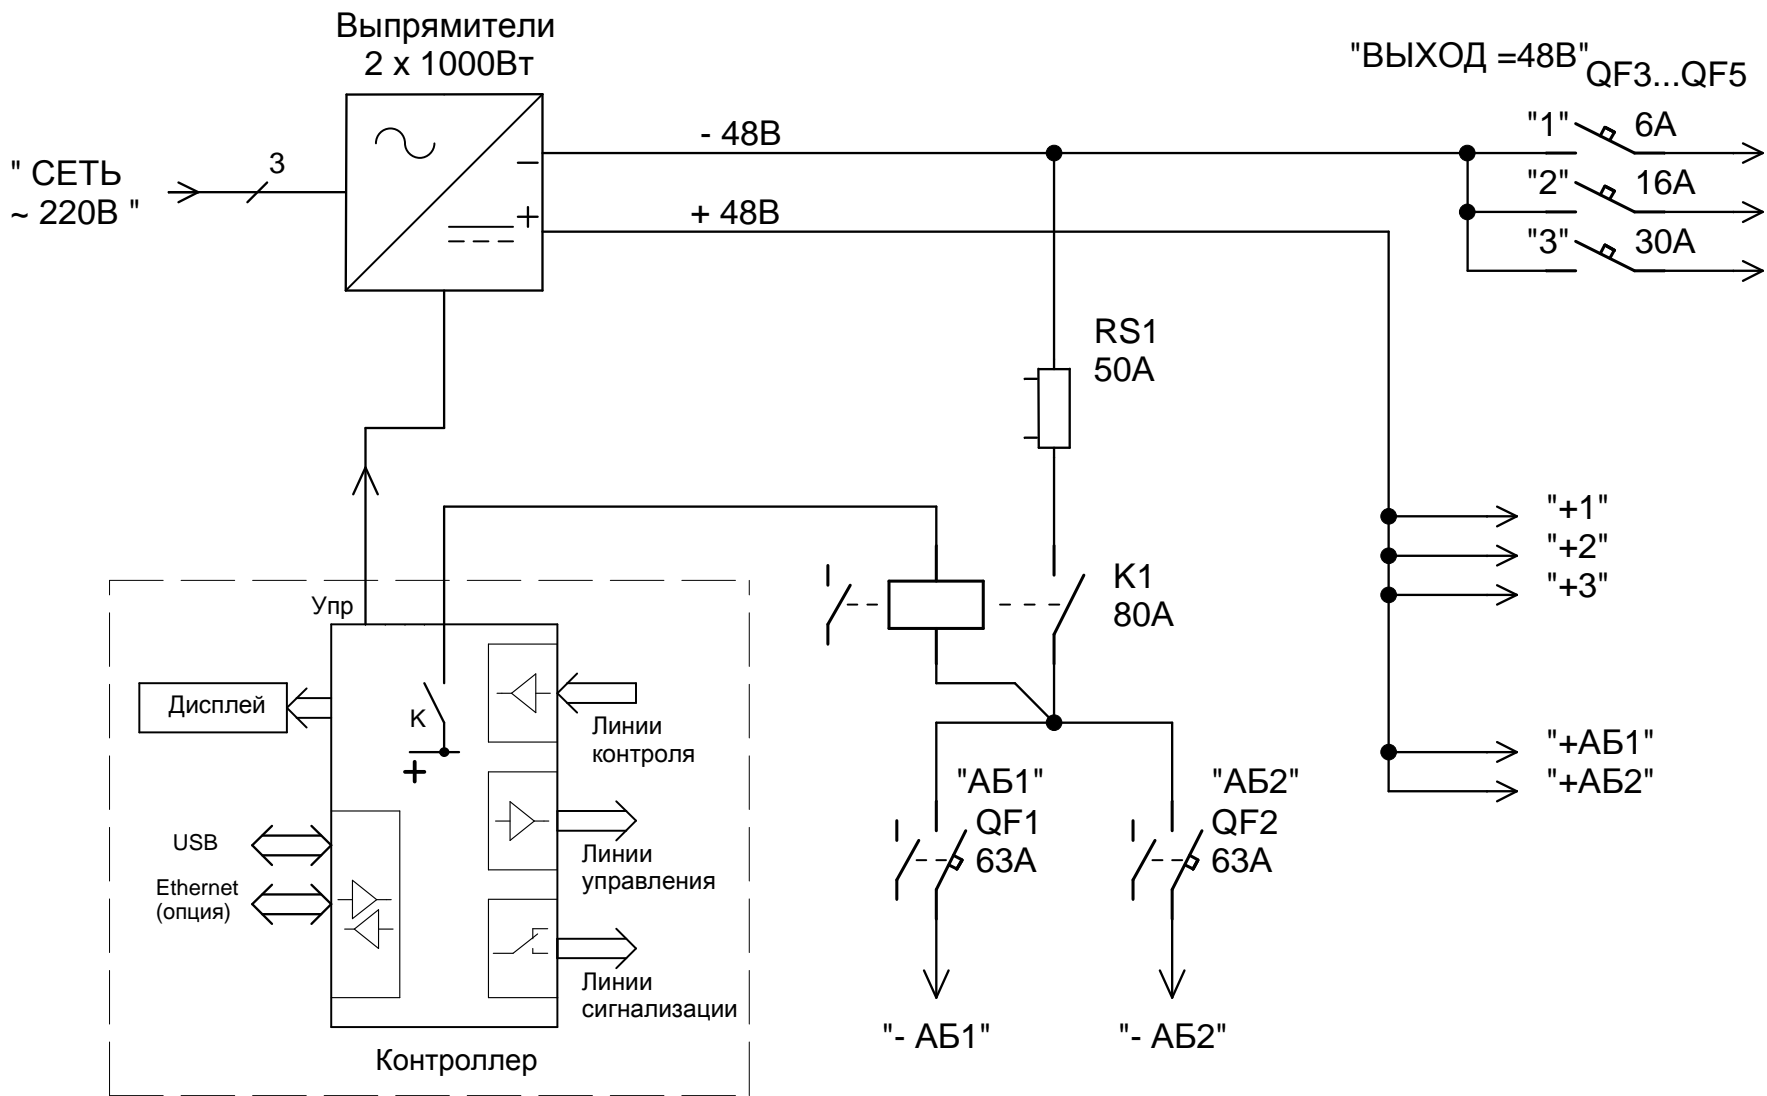 Выпрямители
2 x 1000Вт
"ВЫХОД =48В"
QF3...QF5
" СЕТЬ
~ 220В "
3
- 48В
+ 48В
"1" 6А
"2" 16А
"3" 30А
RS1
50А
"+1"
"+2"
"+3"
К1
80А
Упр
Дисплей
К
+
Линии
контроля
"+АБ1"
"+АБ2"
"АБ1"
QF1
63А
"АБ2"
QF2
63А
USB
Ethernet
(опция)
Линии
управления
Линии
сигнализации
"- АБ1"
"- АБ2"
Контроллер